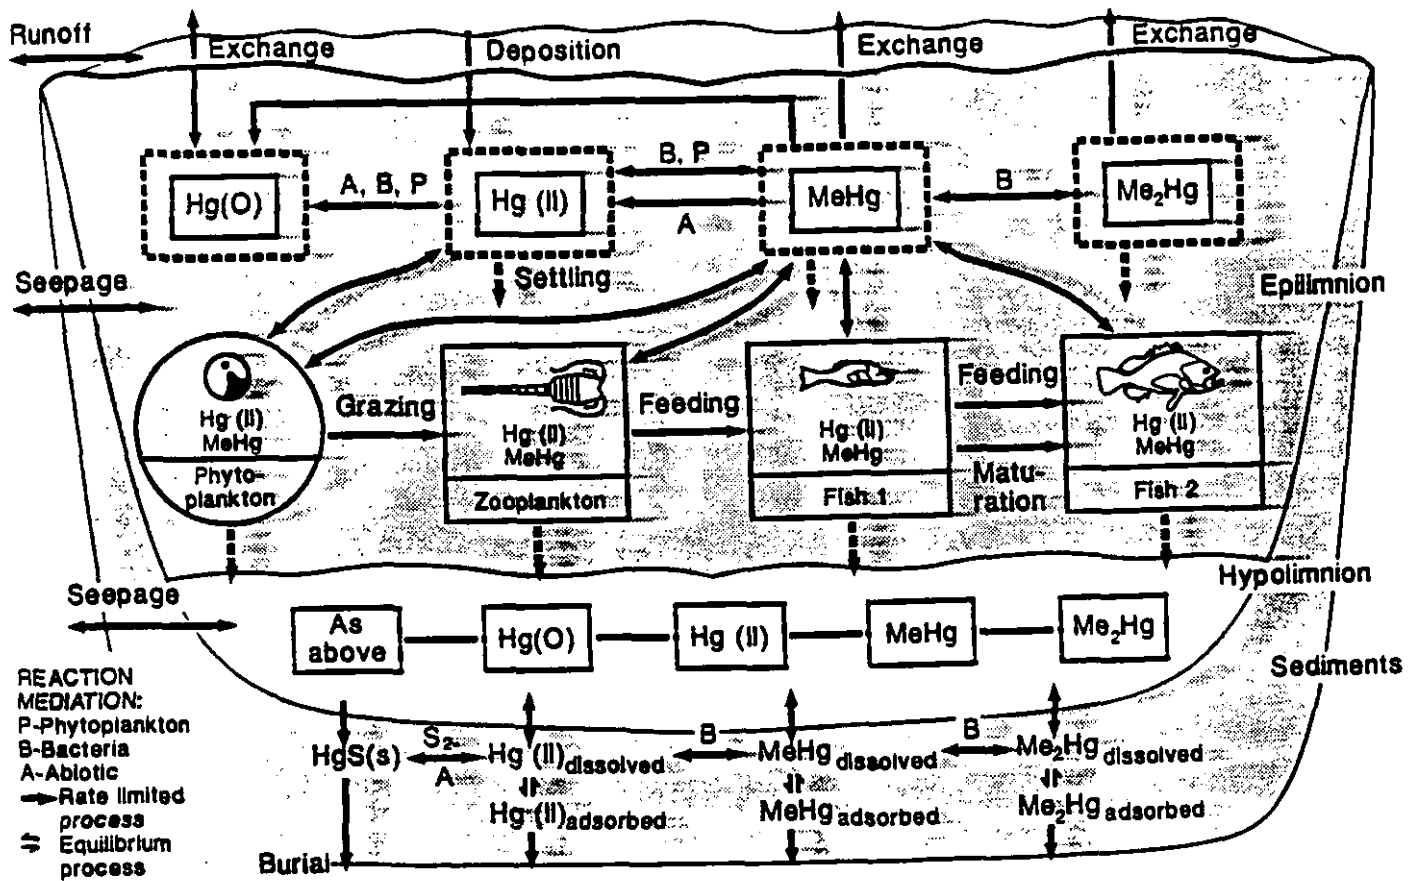 Runoff
Exchange
Deposition
Exchange
Exchange
Hg(O)
A, B, P
Hg (II)
B, P
A
MeHg
B
Me₂Hg
Seepage
Settling
Epilimnion
Hg (II)
MeHg
Phyto-
plankton
Grazing
Hg (II)
MeHg
Zooplankton
Feeding
Hg (II)
MeHg
Fish 1
Feeding
Matu-
ration
Hg (II)
MeHg
Fish 2
Hypolimnion
Seepage
As
above
Hg(O)
Hg (II)
MeHg
Me₂Hg
Sediments
REACTION
MEDIATION:
P-Phytoplankton
B-Bacteria
A-Abiotic
Rate limited
process
Equilibrium
process
HgS(s)
S2-
A
Hg (II)dissolved
B
MeHg dissolved
B
Me₂Hg dissolved
Hg (II)adsorbed
MeHg adsorbed
Me₂Hg adsorbed
Burial